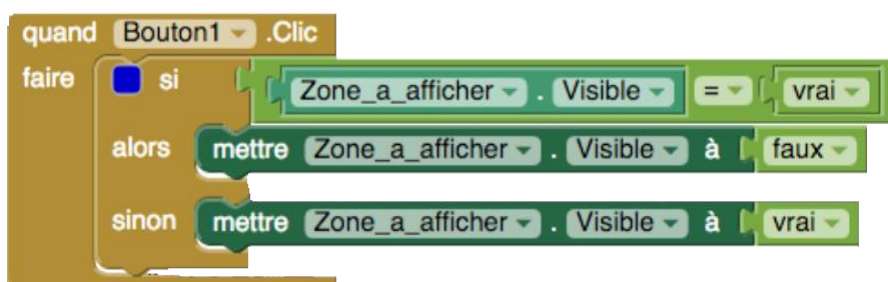 quand Bouton1 .Clic
faire si Zone_a_afficher . Visible = vrai
alors mettre Zone_a_afficher . Visible à faux
sinon mettre Zone_a_afficher . Visible à vrai